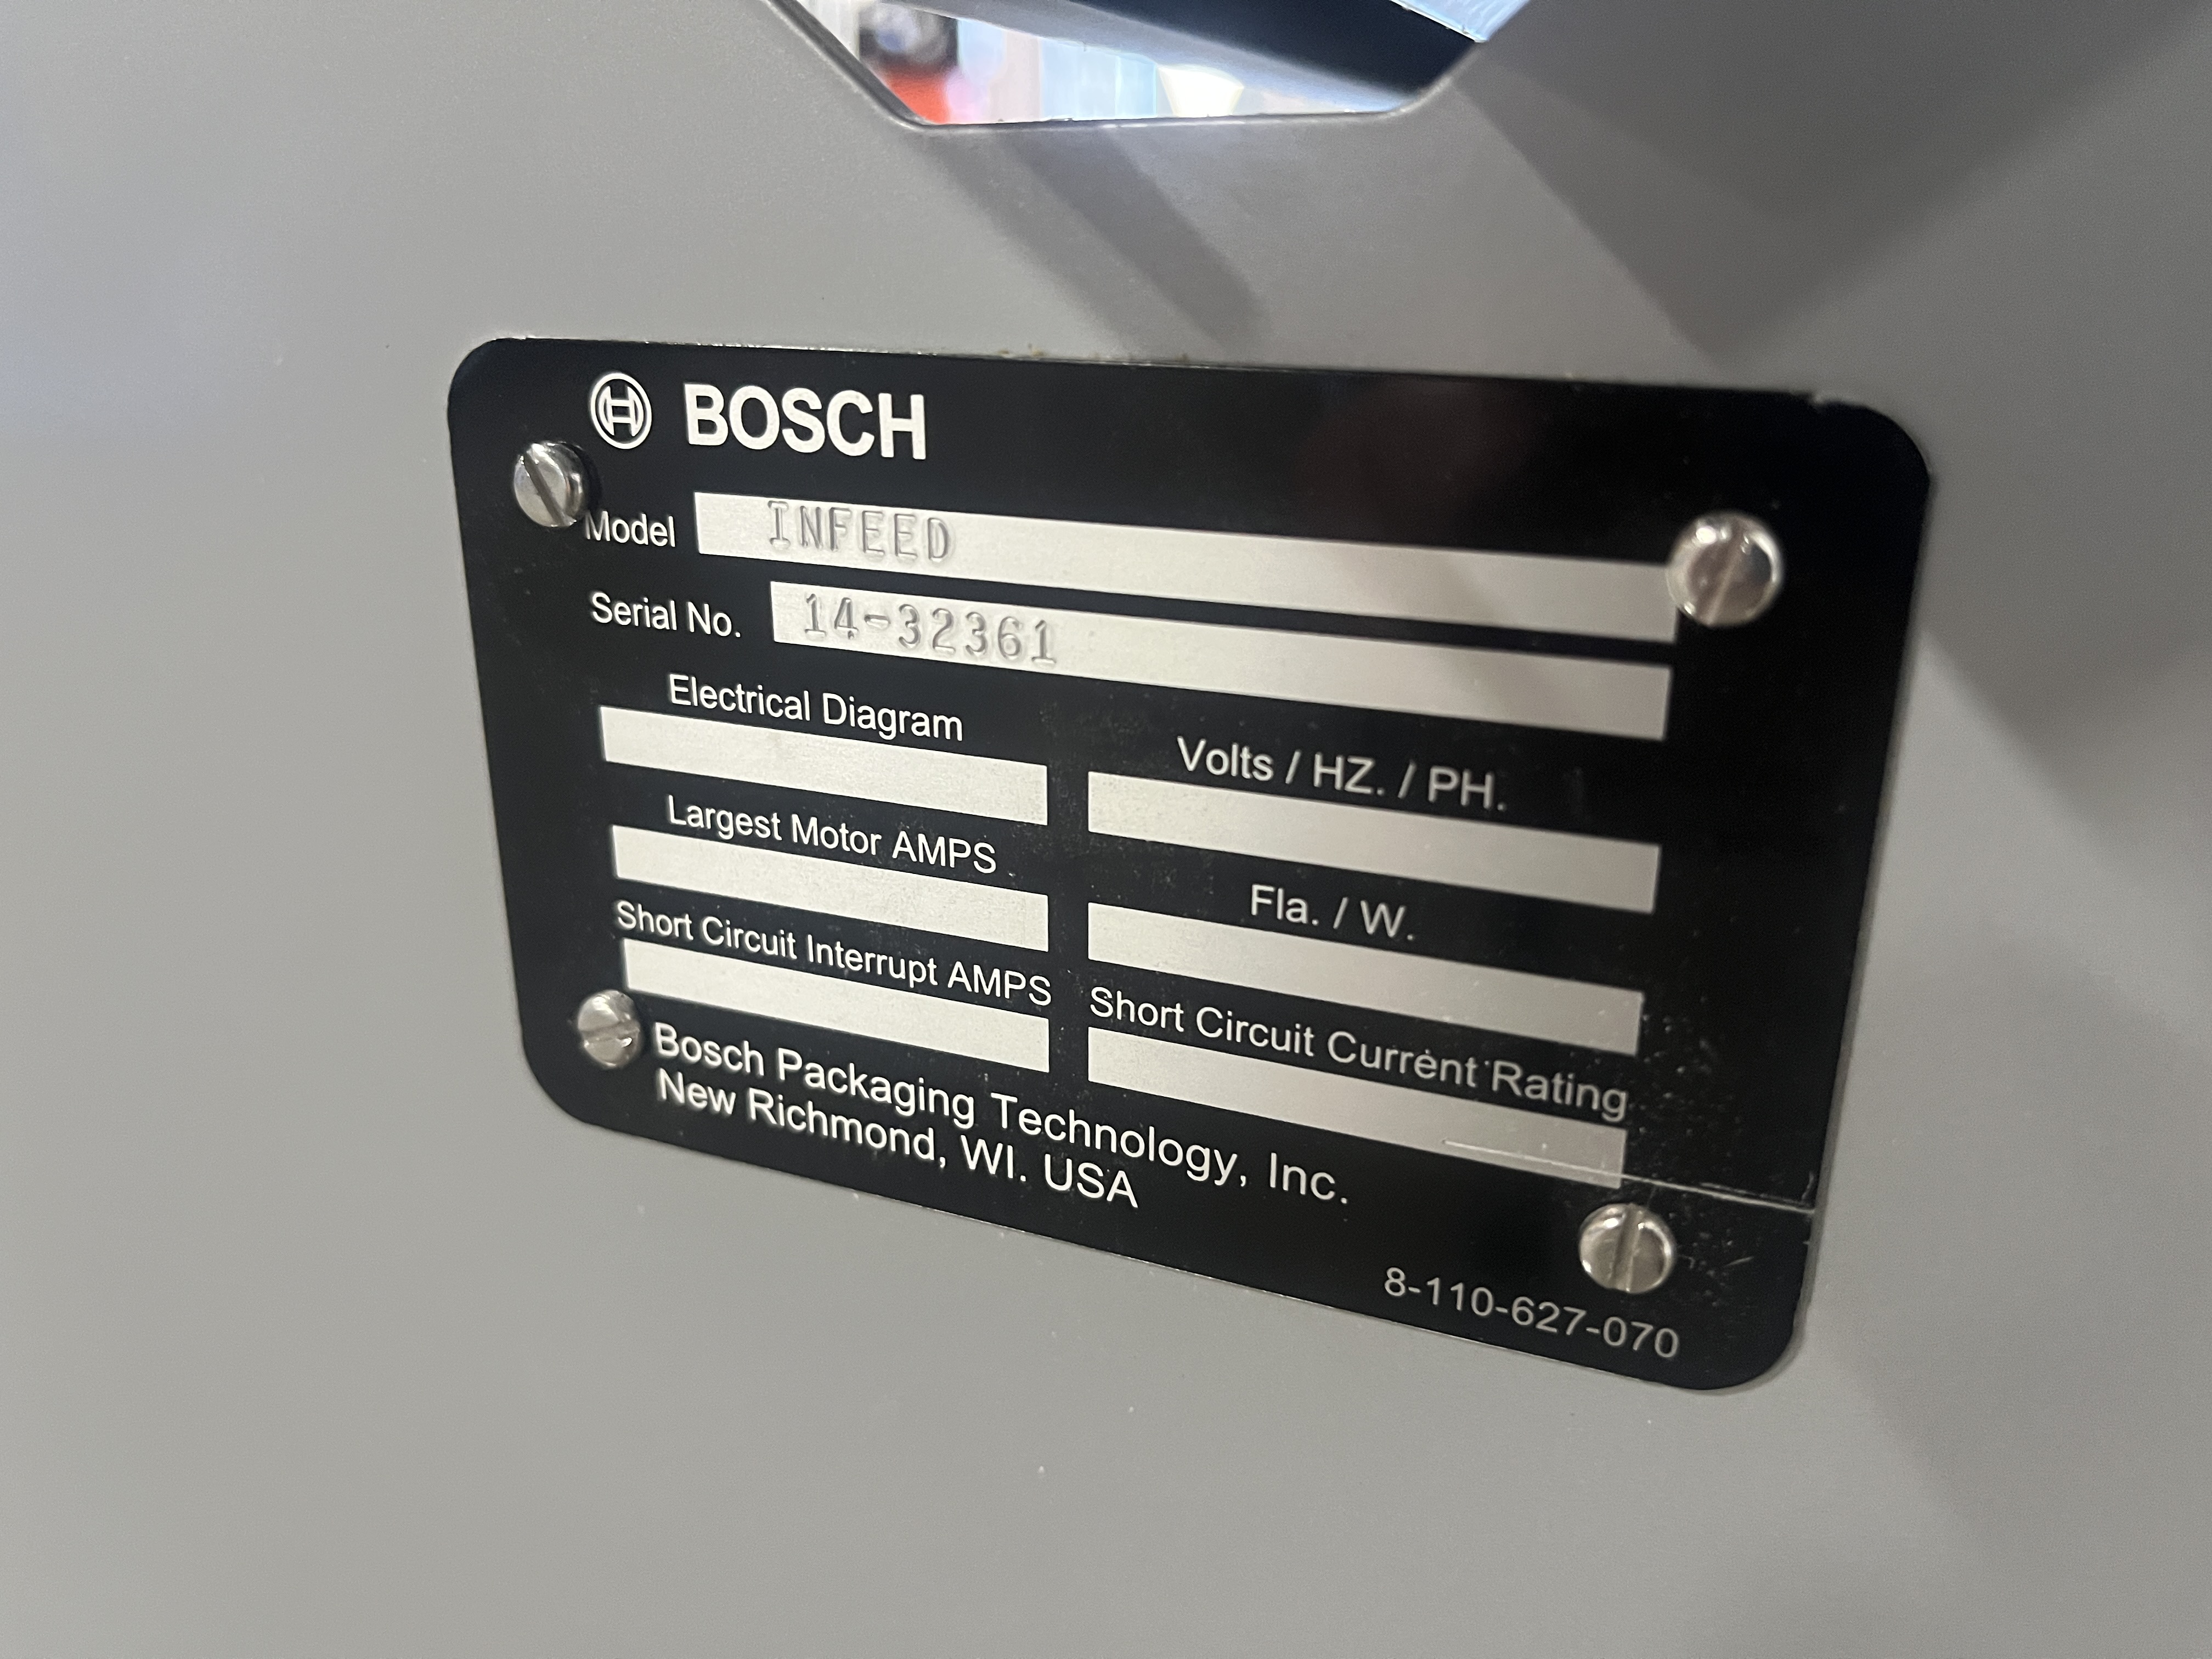 BOSCH
Model INFEED
Serial No. 14-32361
Electrical Diagram
Volts / HZ. / PH.
Largest Motor AMPS
Fla. / W.
Short Circuit Interrupt AMPS
Short Circuit Current Rating
Bosch Packaging Technology, Inc.
New Richmond, WI. USA
8-110-627-070